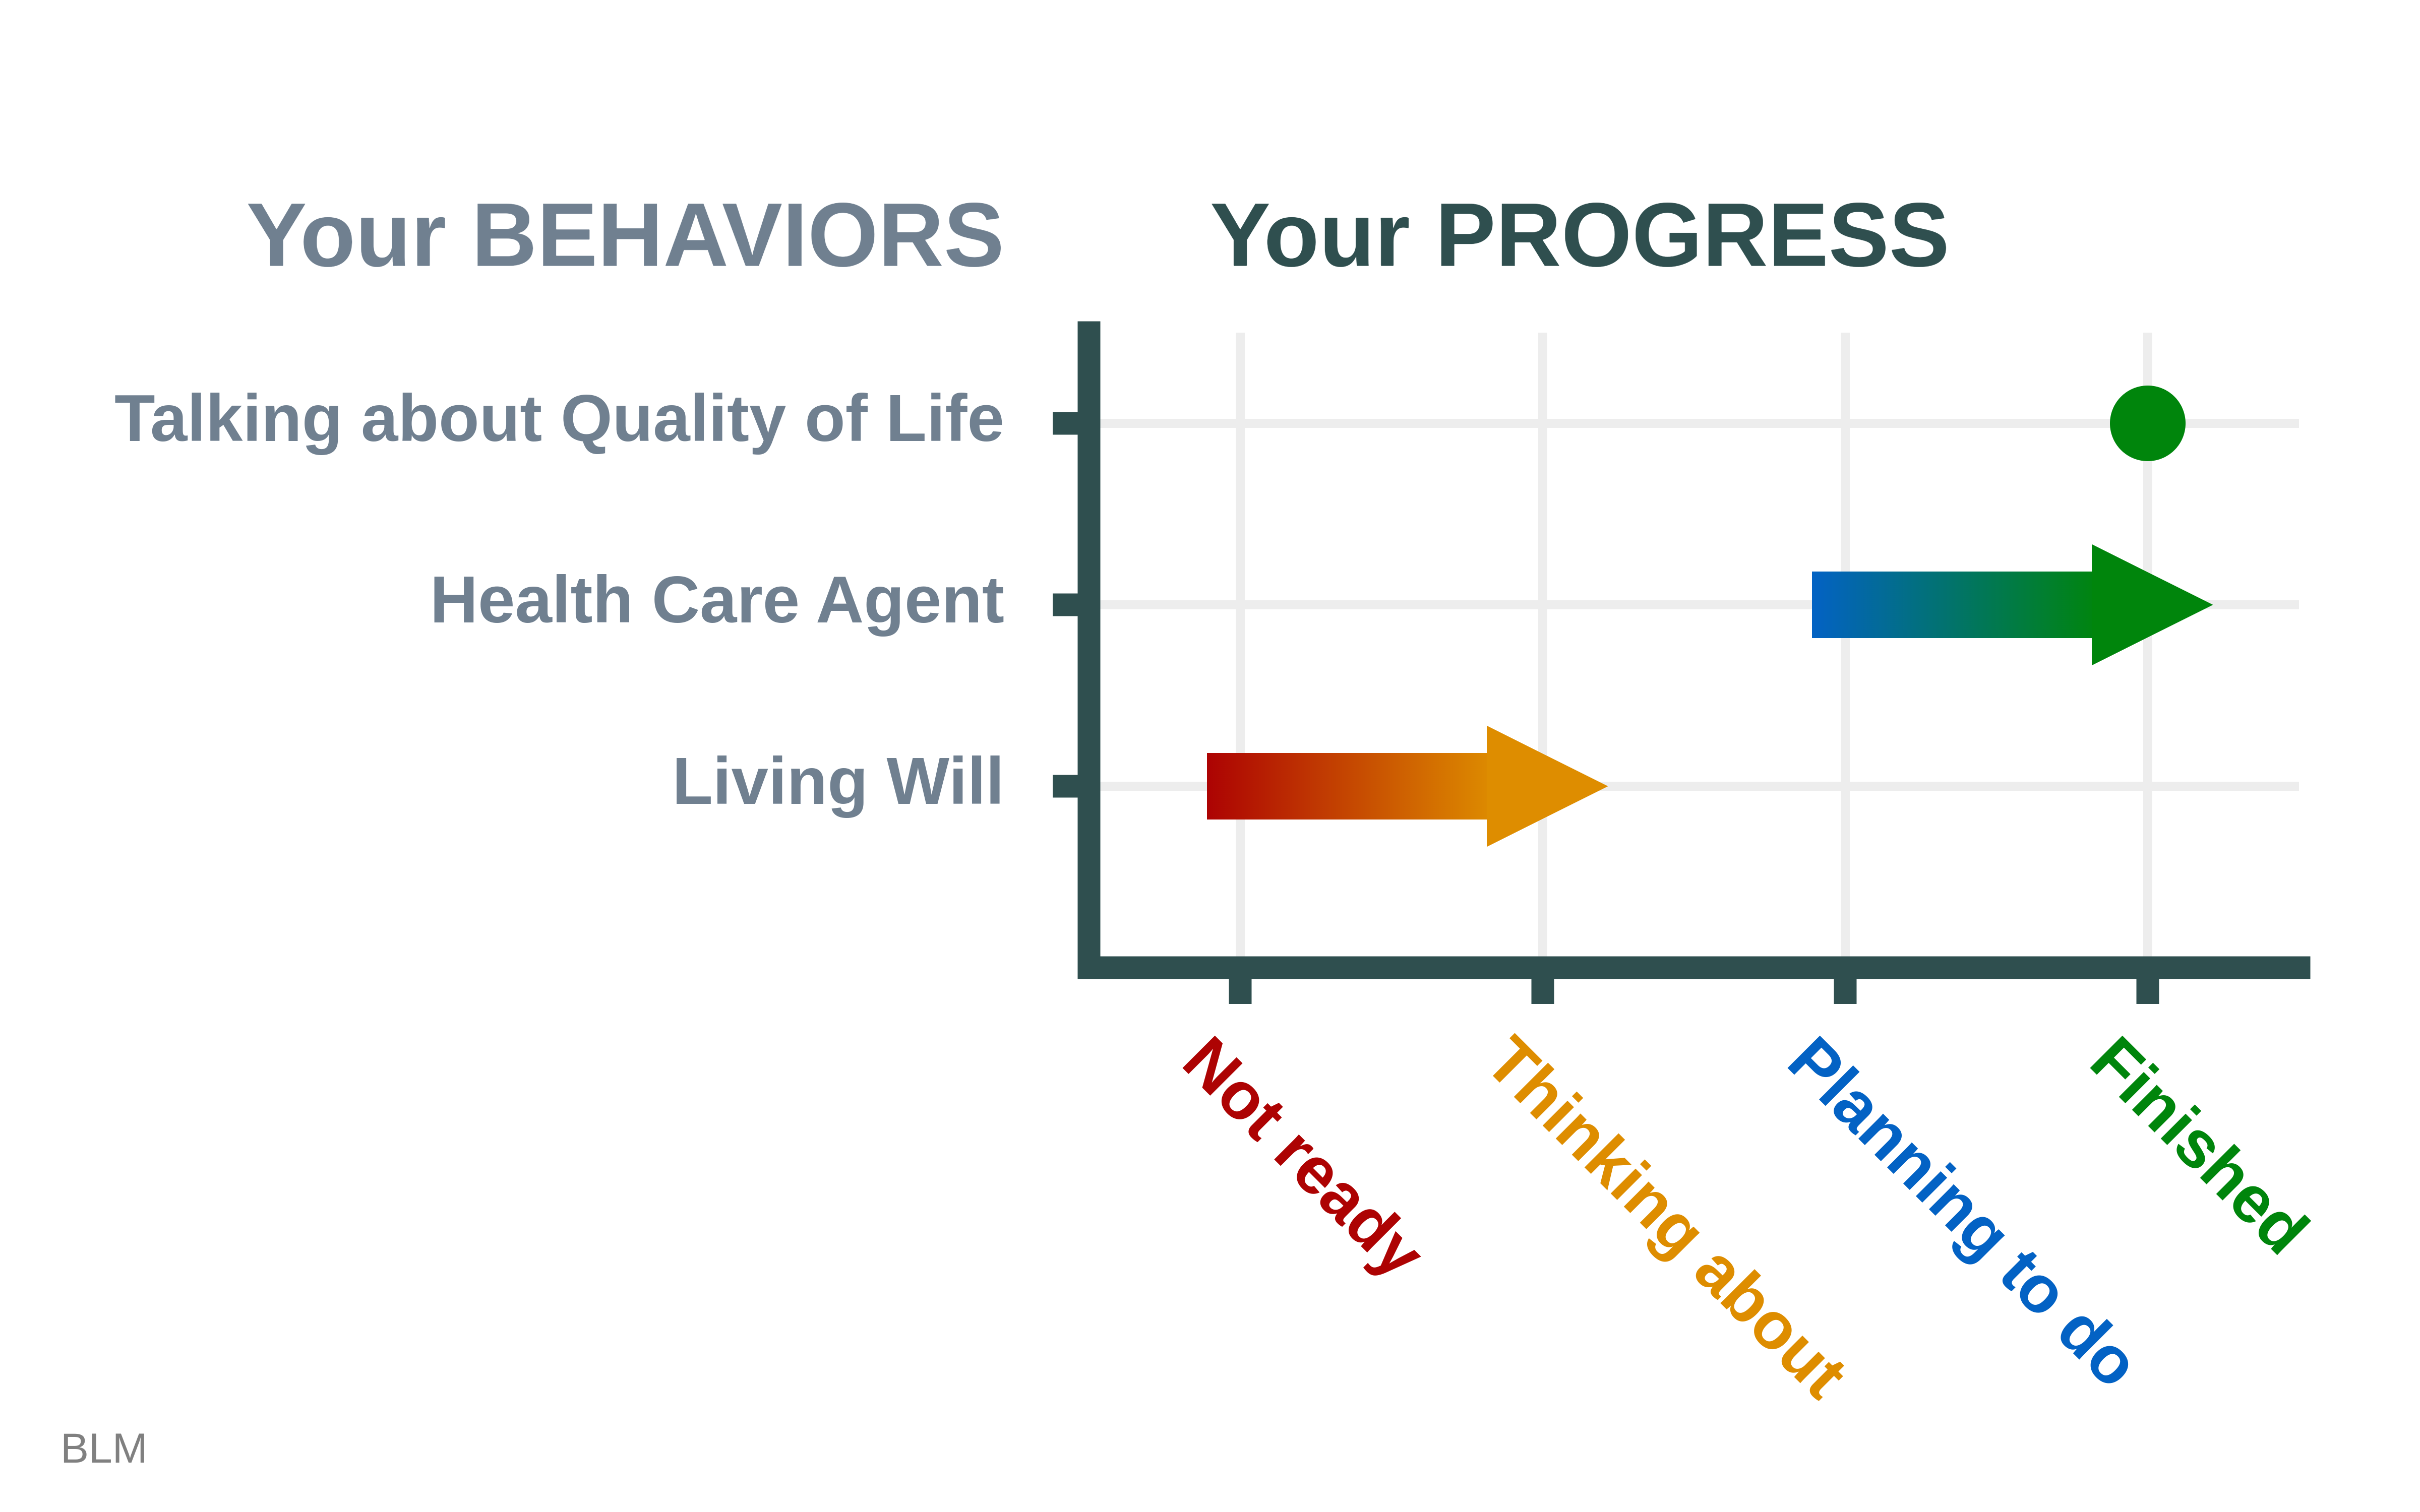 Your BEHAVIORS
Your PROGRESS
Talking about Quality of Life
Health Care Agent
Living Will
Not ready
Thinking about
Planning to do
Finished
BLM